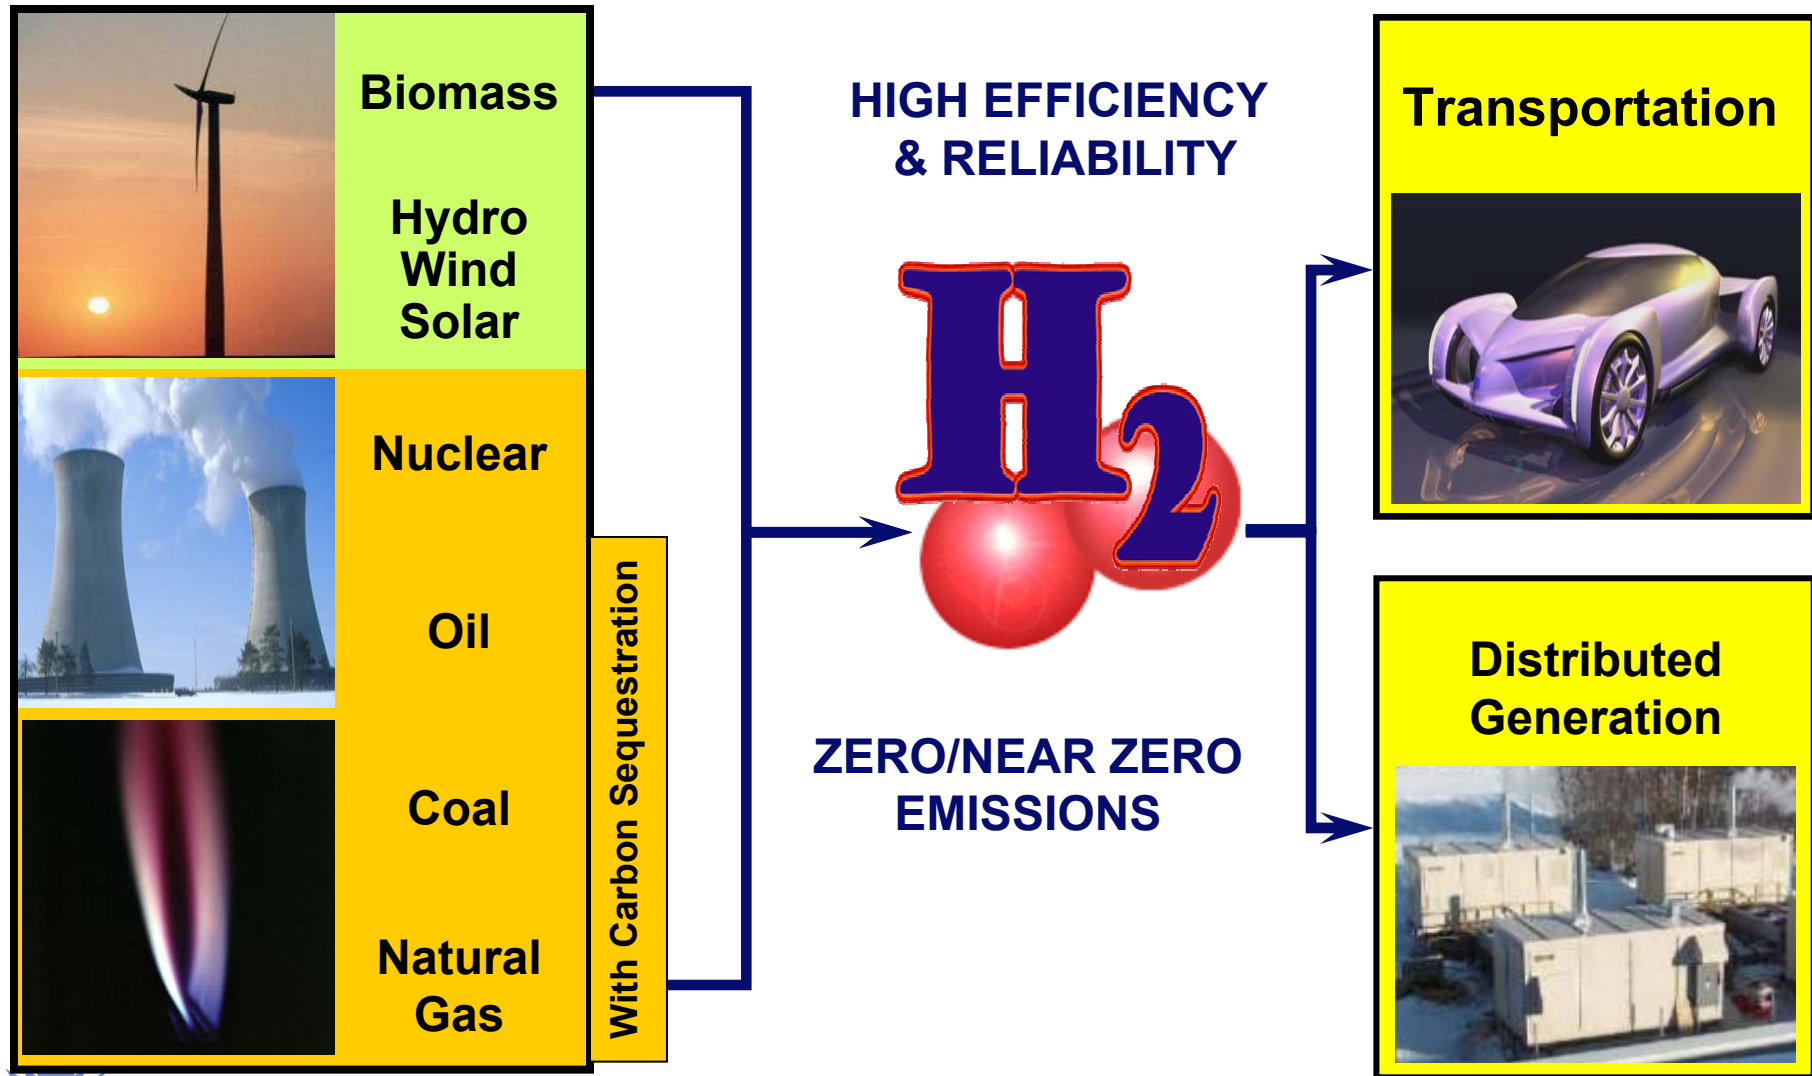 Biomass
Hydro
Wind
Solar
Nuclear
Oil
Coal
Natural
Gas
With Carbon Sequestration
HIGH EFFICIENCY
& RELIABILITY
H2
ZERO/NEAR ZERO
EMISSIONS
Transportation
Distributed
Generation